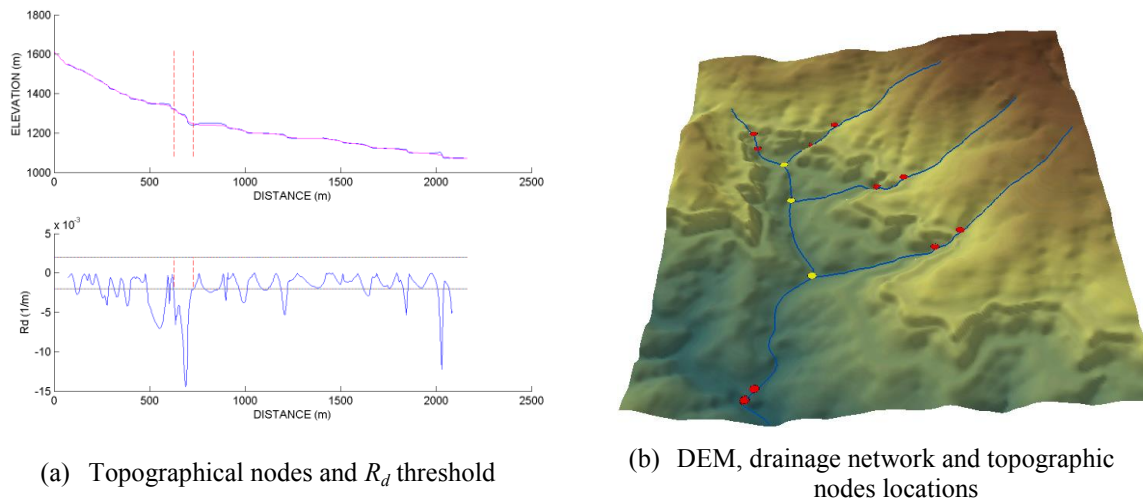 1800
1600
1400
1200
1000
ELEVATION (m)
0 500 1000 1500 2000 2500
DISTANCE (m)
x 10⁻³
5
0
-5
-10
-15
Rd (1/m)
0 500 1000 1500 2000 2500
DISTANCE (m)
(a) Topographical nodes and Rd threshold
(b) DEM, drainage network and topographic
nodes locations